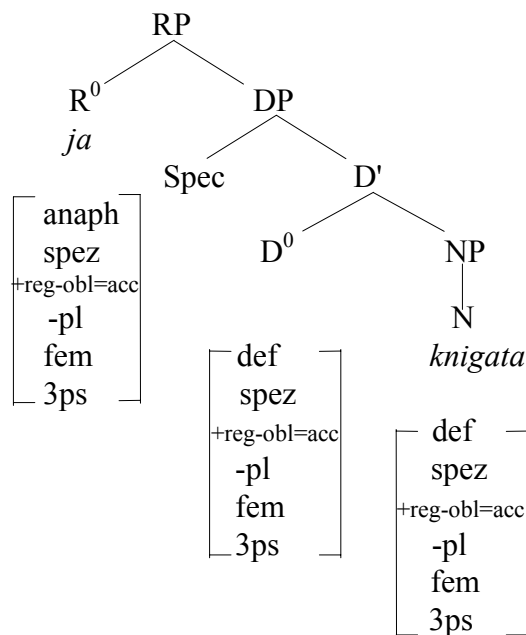 RP
R⁰ DP
ja
Spec D'
D⁰ NP
N
knigata
anaph
spez
+reg-obl=acc
-pl
fem
3ps
def
spez
+reg-obl=acc
-pl
fem
3ps
def
spez
+reg-obl=acc
-pl
fem
3ps